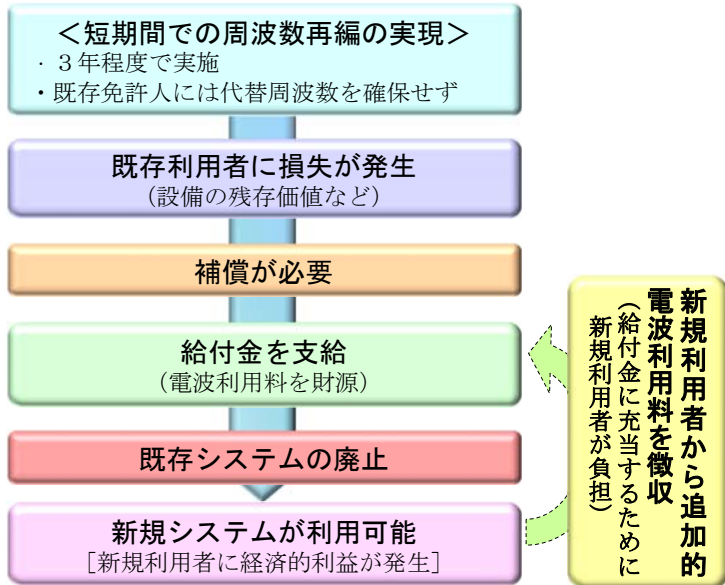 ＜短期間での周波数再編の実現＞
・３年程度で実施
・既存免許人には代替周波数を確保せず
既存利用者に損失が発生
（設備の残存価値など）
補償が必要
給付金を支給
（電波利用料を財源）
既存システムの廃止
新規システムが利用可能
［新規利用者に経済的利益が発生］
新規利用者から追加的
電波利用料を徴収
（給付金に充当するために
新規利用者が負担）